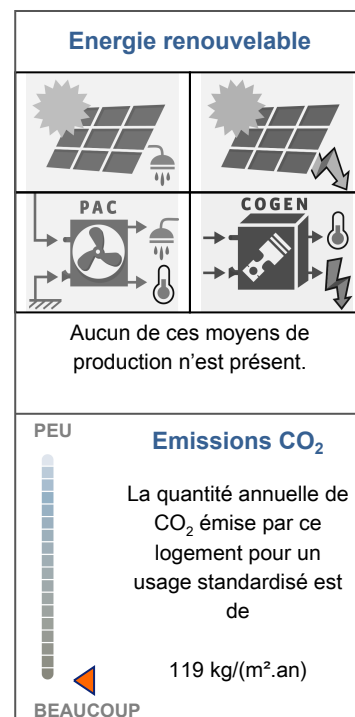 Energie renouvelable
PAC
COGEN
Aucun de ces moyens de
production n'est présent.
PEU
Emissions CO₂
La quantité annuelle de
CO₂ émise par ce
logement pour un
usage standardisé est
de
119 kg/(m².an)
BEAUCOUP